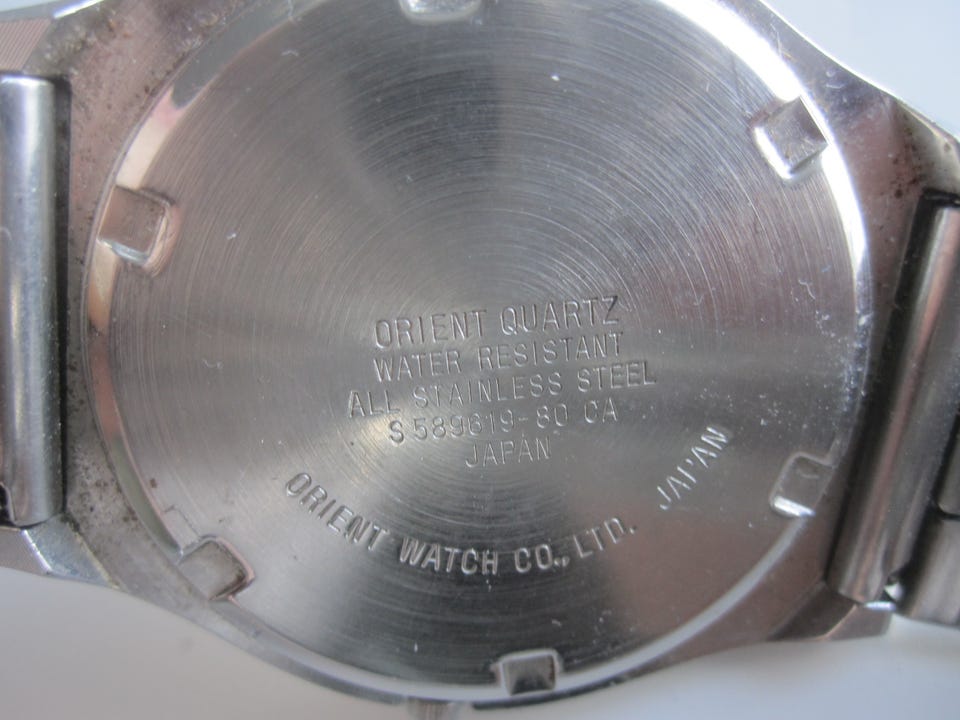 ORIENT QUARTZ
WATER RESISTANT
ALL STAINLESS STEEL
S 589619-80 CA
JAPAN
ORIENT WATCH CO., LTD. JAPAN